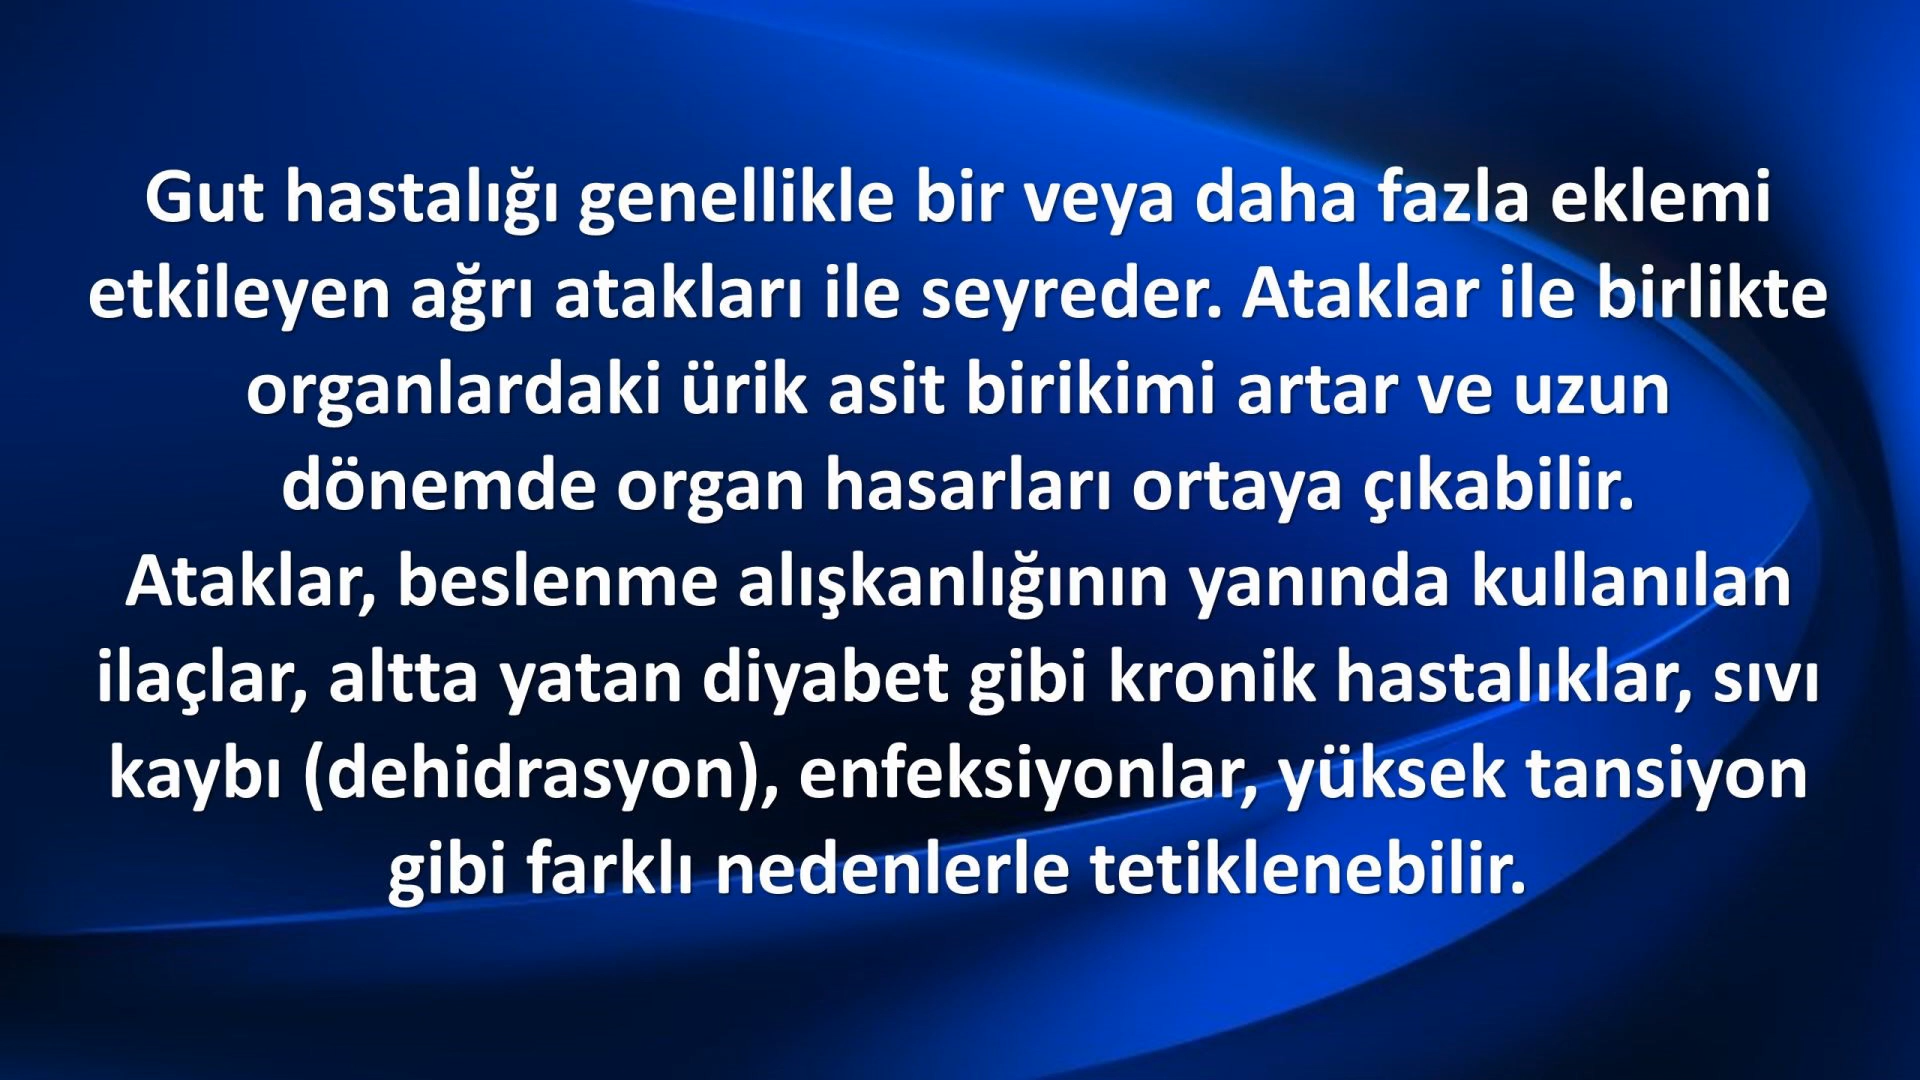 Gut hastalığı genellikle bir veya daha fazla eklemi
etkileyen ağrı atakları ile seyreder. Ataklar ile birlikte
organlardaki ürik asit birikimi artar ve uzun
dönemde organ hasarları ortaya çıkabilir.
Ataklar, beslenme alışkanlığının yanında kullanılan
ilaçlar, altta yatan diyabet gibi kronik hastalıklar, sıvı
kaybı (dehidrasyon), enfeksiyonlar, yüksek tansiyon
gibi farklı nedenlerle tetiklenebilir.